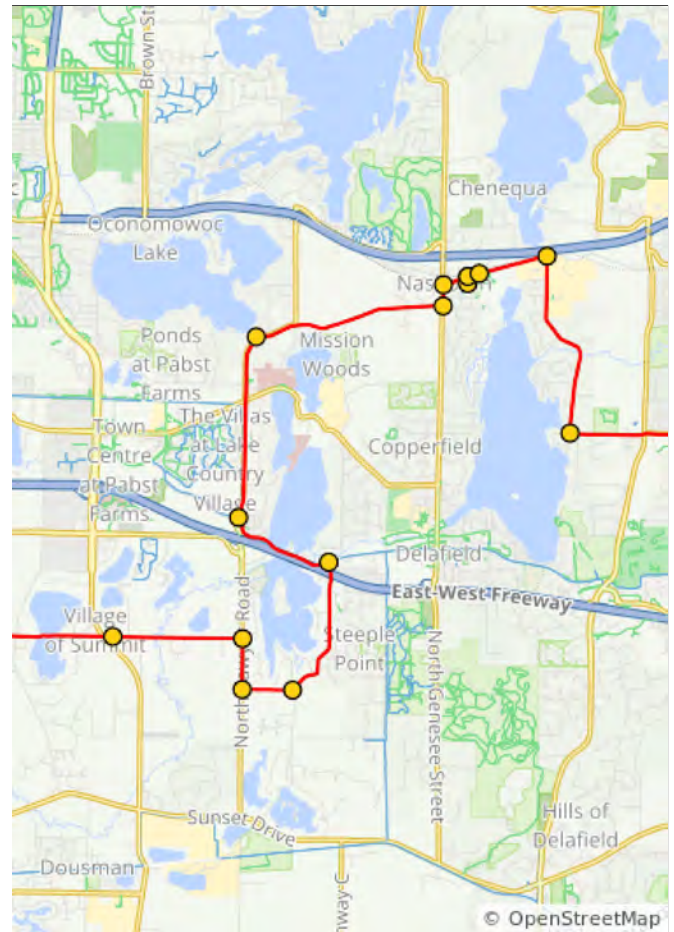 Brown St
Chenequa
Oconomowoc
Lake
Nas
Ponds
at Pabst
Farms
Mission
Woods
The Villas
at Lake
Country
Village
Town
Centre
at Pabst
Farms
Copperfield
Delafield
East-West Freeway
Village
of Summit
Steeple
Point
North
Road
North Genesee Street
Sunset Drive
Hills of
Delafield
Dousman
nway C
© OpenStreetMap